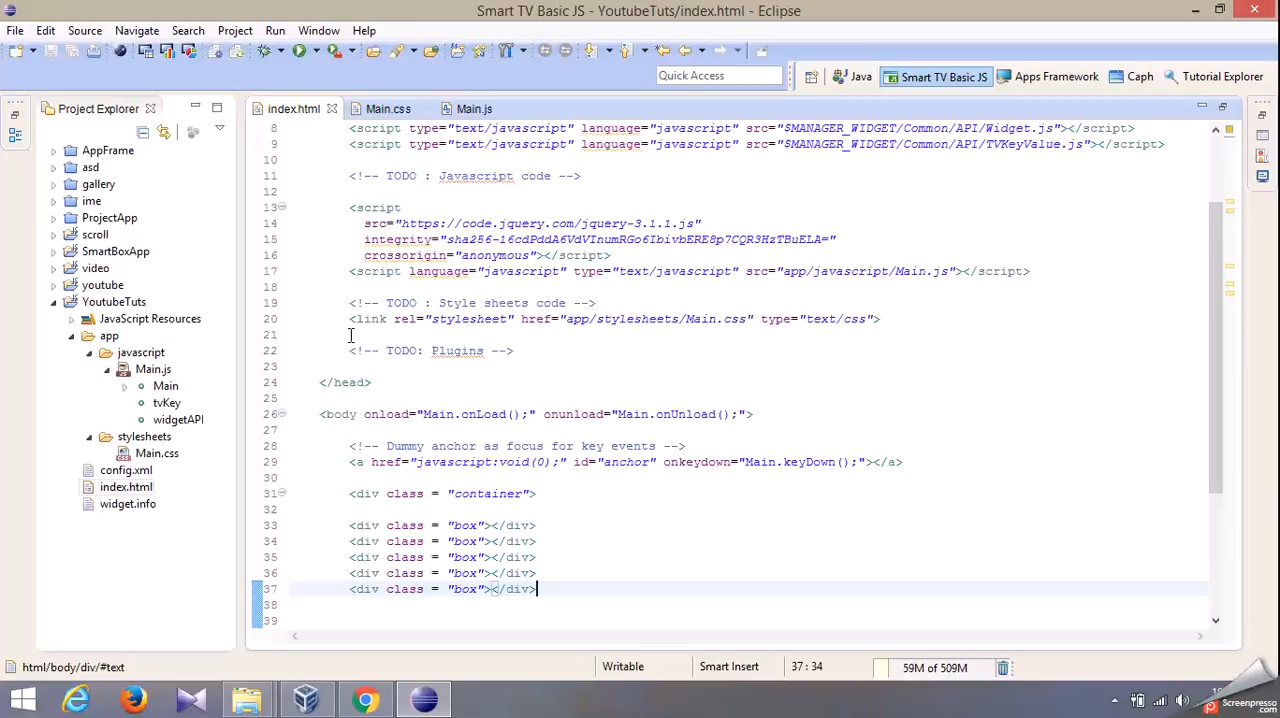 Smart TV Basic JS - YoutubeTuts/index.html - Eclipse
File Edit Source Navigate Search Project Run Window Help
Quick Access
Java
Smart TV Basic JS
Apps Framework
Caph
Tutorial Explorer
Project Explorer
index.html
Main.css
Main.js
AppFrame
asd
gallery
ime
ProjectApp
scroll
SmartBoxApp
video
youtube
YoutubeTuts
JavaScript Resources
app
javascript
Main.js
Main
tvKey
widgetAPI
stylesheets
Main.css
config.xml
index.html
widget.info
8 <script type="text/javascript" language="javascript" src="$MANAGER_WIDGET/Common/API/Widget.js"></script>
9 <script type="text/javascript" language="javascript" src="$MANAGER_WIDGET/Common/API/TVKeyValue.js"></script>
10
11 <!-- TODO : Javascript code -->
12
13 <script
14 src="https://code.jquery.com/jquery-3.1.1.js"
15 integrity="sha256-16cdPddA6VdVInumRGo6IbivbERE8p7CQR3HzTBuELA="
16 crossorigin="anonymous"></script>
17 <script language="javascript" type="text/javascript" src="app/javascript/Main.js"></script>
18
19 <!-- TODO : Style sheets code -->
20 <link rel="stylesheet" href="app/stylesheets/Main.css" type="text/css">
21
22 <!-- TODO: Plugins -->
23
24 </head>
25
26 <body onload="Main.onLoad();" onunload="Main.onUnload();">
27
28 <!-- Dummy anchor as focus for key events -->
29 <a href="javascript:void(0);" id="anchor" onkeydown="Main.keyDown();"></a>
30
31 <div class = "container">
32
33 <div class = "box"></div>
34 <div class = "box"></div>
35 <div class = "box"></div>
36 <div class = "box"></div>
37 <div class = "box"></div>
38
39
html/body/div/#text
Writable
Smart Insert
37 : 34
59M of 509M
Screenpresso
.com